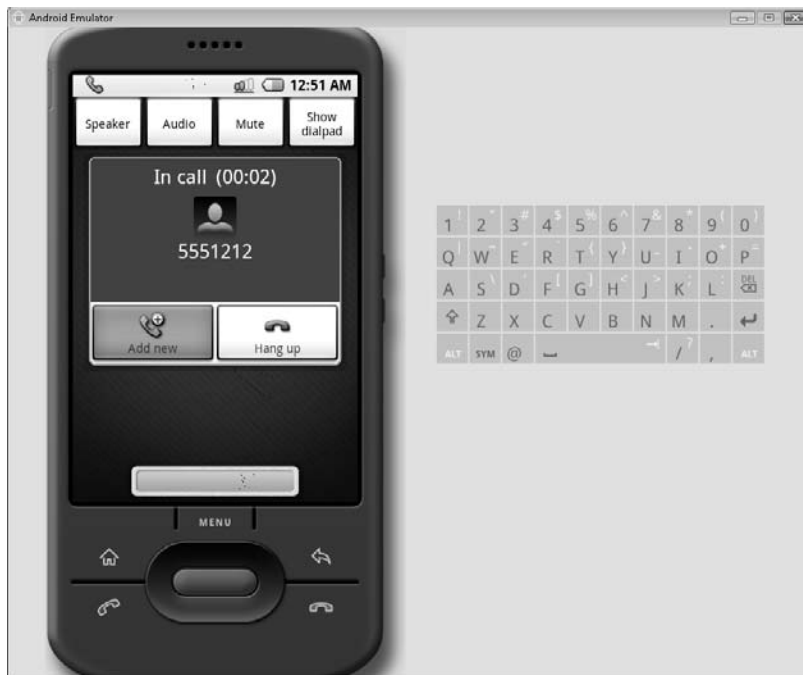 Android Emulator
12:51 AM
Speaker Audio Mute Show dialpad
In call (00:02)
5551212
Add new Hang up
MENU
1 ! 2 3 # 4 $ 5 % 6 ^ 7 & 8 * 9 ( 0 )
Q W E R T { Y } U - I O + P =
A S \ D F [ G ] H < J > K ; L : DEL
Z X C V B N M .
ALT SYM @ / ? , ALT